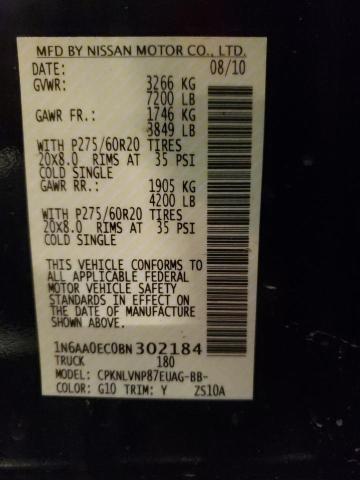 MFD BY NISSAN MOTOR CO., LTD.
DATE: 08/10
GVWR: 3266 KG
7200 LB
GAWR FR.: 1746 KG
3849 LB
WITH P275/60R20 TIRES
20x8.0 RIMS AT 35 PSI
COLD SINGLE
GAWR RR.: 1905 KG
4200 LB
WITH P275/60R20 TIRES
20x8.0 RIMS AT 35 PSI
COLD SINGLE
THIS VEHICLE CONFORMS TO
ALL APPLICABLE FEDERAL
MOTOR VEHICLE SAFETY
STANDARDS IN EFFECT ON
THE DATE OF MANUFACTURE
SHOWN ABOVE.
1N6AA0EC0BN302184
TRUCK 180
MODEL: CPKNLVNP87EUAG-BB-
COLOR: G10 TRIM: Y ZS10A